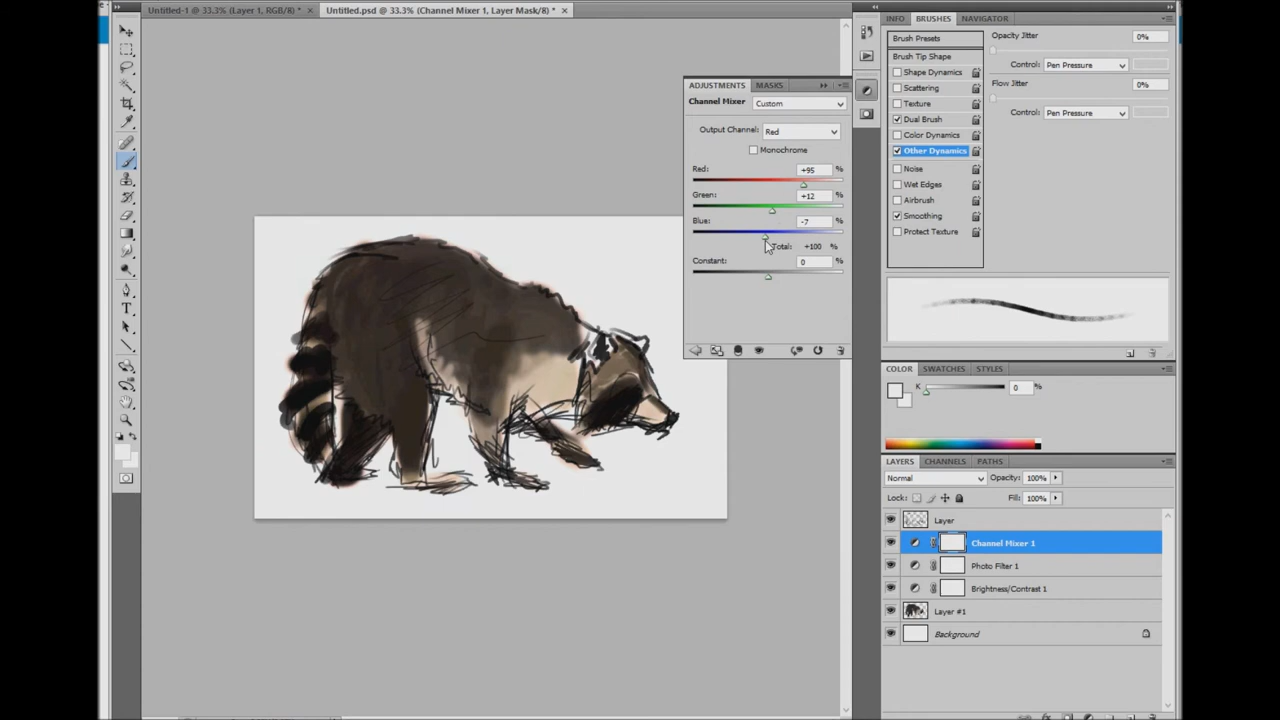 Untitled-1 @ 33.3% (Layer 1, RGB/8) * ×
Untitled.psd @ 33.3% (Channel Mixer 1, Layer Mask/8) * ×
ADJUSTMENTS MASKS
Channel Mixer Custom
Output Channel: Red
Monochrome
Red: +95 %
Green: +12 %
Blue: -7 %
Total: +100 %
Constant: 0 %
INFO BRUSHES NAVIGATOR
Brush Presets
Brush Tip Shape
Shape Dynamics
Scattering
Texture
Dual Brush
Color Dynamics
Other Dynamics
Noise
Wet Edges
Airbrush
Smoothing
Protect Texture
Opacity Jitter 0%
Control: Pen Pressure
Flow Jitter 0%
Control: Pen Pressure
COLOR SWATCHES STYLES
K 0 %
LAYERS CHANNELS PATHS
Normal Opacity: 100%
Lock: Fill: 100%
Layer
Channel Mixer 1
Photo Filter 1
Brightness/Contrast 1
Layer #1
Background